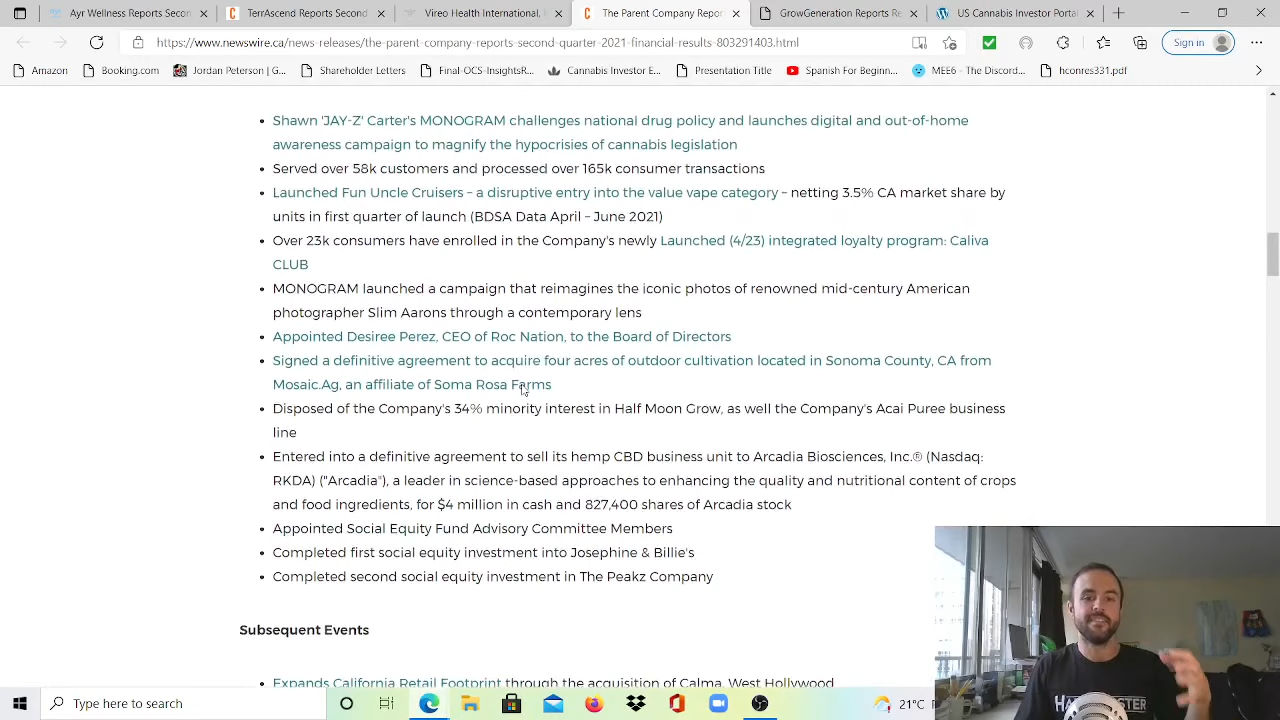 Ayr Wellness Reports Secon
TerAscend Reports Second
Vireo Health International,
The Parent Company Repor
GrowGeneration Reports Re
US Cannabis Investor Portal
https://www.newswire.ca/news-releases/the-parent-company-reports-second-quarter-2021-financial-results-803291403.html
Sign in
Amazon
Booking.com
Jordan Peterson | G...
Shareholder Letters
Final-OCS-InsightsR...
Cannabis Investor E...
Presentation Title
Spanish For Beginn...
MEE6 - The Discord...
hconres331.pdf
Shawn 'JAY-Z' Carter's MONOGRAM challenges national drug policy and launches digital and out-of-home
awareness campaign to magnify the hypocrisies of cannabis legislation
Served over 58k customers and processed over 165k consumer transactions
Launched Fun Uncle Cruisers – a disruptive entry into the value vape category – netting 3.5% CA market share by
units in first quarter of launch (BDSA Data April – June 2021)
Over 23k consumers have enrolled in the Company's newly Launched (4/23) integrated loyalty program: Caliva
CLUB
MONOGRAM launched a campaign that reimagines the iconic photos of renowned mid-century American
photographer Slim Aarons through a contemporary lens
Appointed Desiree Perez, CEO of Roc Nation, to the Board of Directors
Signed a definitive agreement to acquire four acres of outdoor cultivation located in Sonoma County, CA from
Mosaic.Ag, an affiliate of Soma Rosa Farms
Disposed of the Company's 34% minority interest in Half Moon Grow, as well the Company's Acai Puree business
line
Entered into a definitive agreement to sell its hemp CBD business unit to Arcadia Biosciences, Inc.® (Nasdaq:
RKDA) ("Arcadia"), a leader in science-based approaches to enhancing the quality and nutritional content of crops
and food ingredients, for $4 million in cash and 827,400 shares of Arcadia stock
Appointed Social Equity Fund Advisory Committee Members
Completed first social equity investment into Josephine & Billie's
Completed second social equity investment in The Peakz Company
Subsequent Events
Expands California Retail Footprint through the acquisition of Calma, West Hollywood
Type here to search
21°C